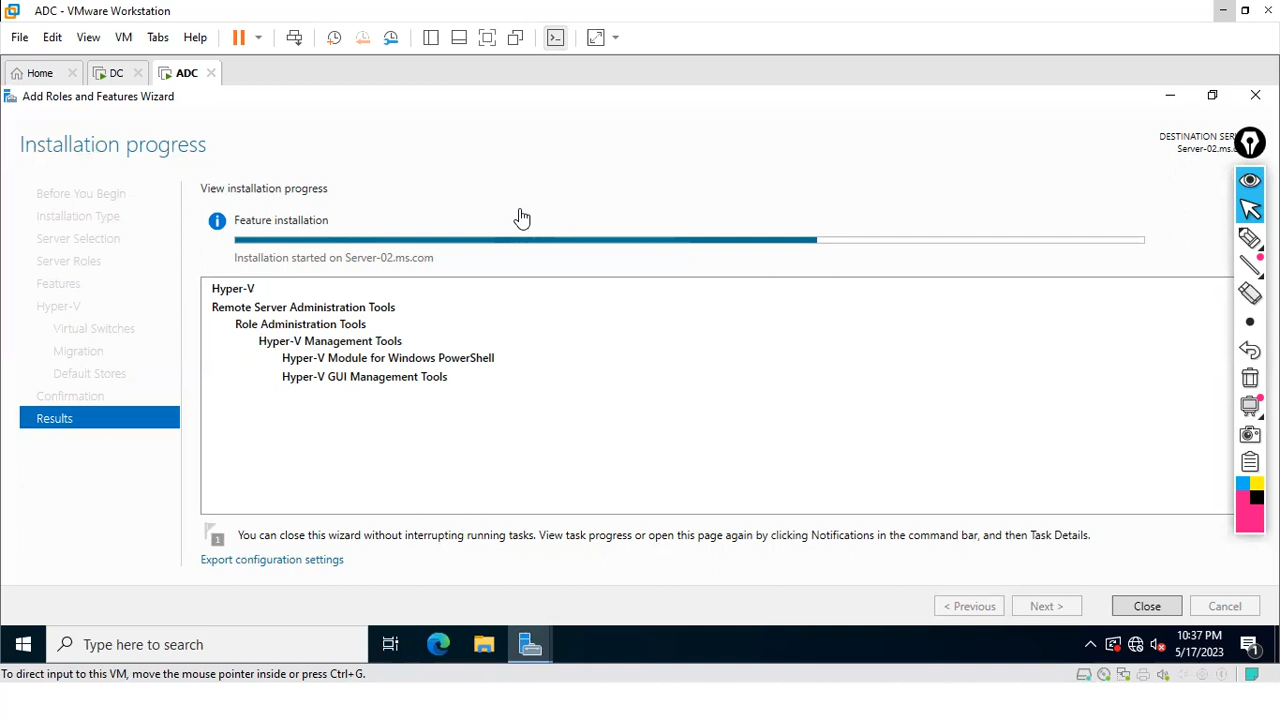 ADC - VMware Workstation
File Edit View VM Tabs Help
Home DC ADC
Add Roles and Features Wizard
Installation progress
DESTINATION SER
Server-02.ms.c
Before You Begin
Installation Type
Server Selection
Server Roles
Features
Hyper-V
Virtual Switches
Migration
Default Stores
Confirmation
Results
View installation progress
Feature installation
Installation started on Server-02.ms.com
Hyper-V
Remote Server Administration Tools
Role Administration Tools
Hyper-V Management Tools
Hyper-V Module for Windows PowerShell
Hyper-V GUI Management Tools
1 You can close this wizard without interrupting running tasks. View task progress or open this page again by clicking Notifications in the command bar, and then Task Details.
Export configuration settings
< Previous Next > Close Cancel
Type here to search
10:37 PM
5/17/2023
1
To direct input to this VM, move the mouse pointer inside or press Ctrl+G.